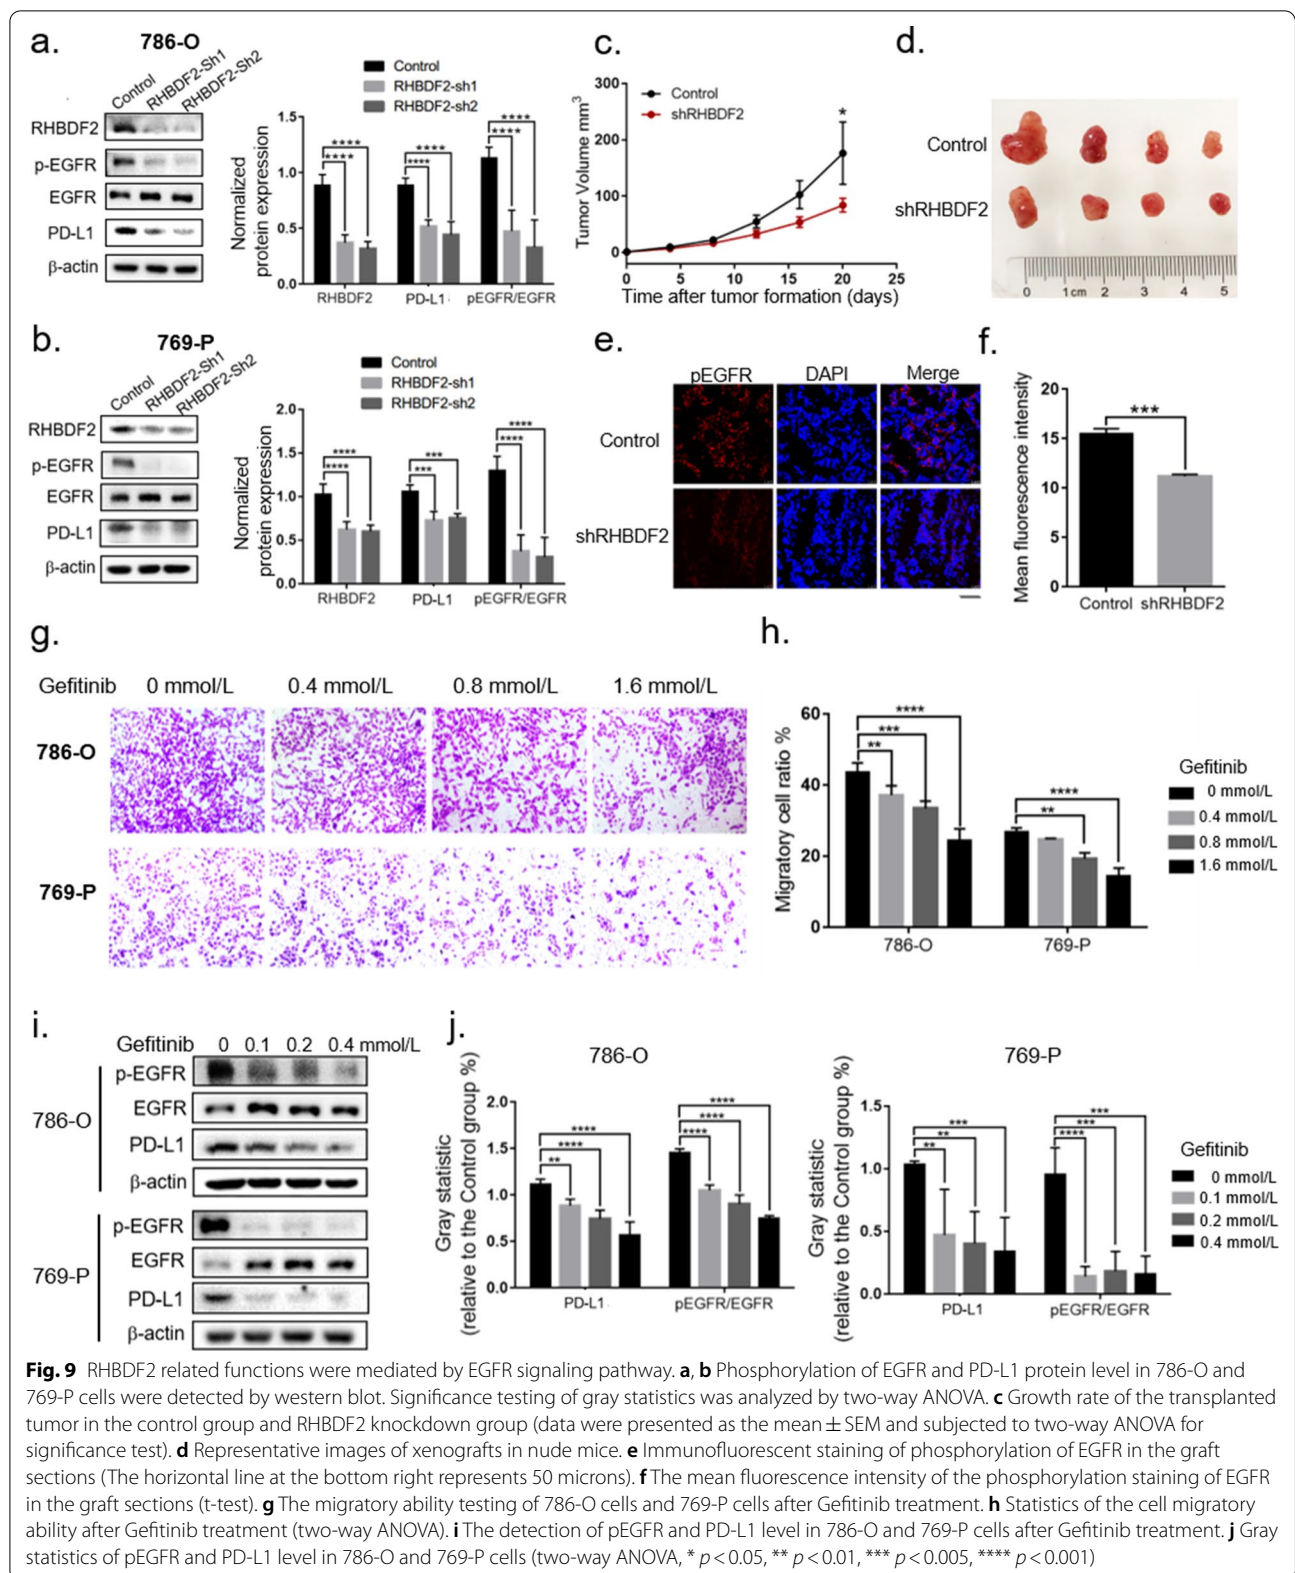 a.
786-O
Control
RHBDF2-Sh1
RHBDF2-Sh2
RHBDF2
p-EGFR
EGFR
PD-L1
β-actin
Control
RHBDF2-sh1
RHBDF2-sh2
Normalized
protein expression
1.5
1.0
0.5
0.0
****
****
****
****
****
****
RHBDF2 PD-L1 pEGFR/EGFR
c.
Tumor Volume mm3
300
200
100
0
Control
shRHBDF2
*
0 5 10 15 20 25
Time after tumor formation (days)
d.
Control
shRHBDF2
0 1cm 2 3 4 5
b.
769-P
Control
RHBDF2-Sh1
RHBDF2-Sh2
RHBDF2
p-EGFR
EGFR
PD-L1
β-actin
Control
RHBDF2-sh1
RHBDF2-sh2
Normalized
protein expression
2.0
1.5
1.0
0.5
0.0
****
****
***
***
****
****
RHBDF2 PD-L1 pEGFR/EGFR
e.
pEGFR DAPI Merge
Control
shRHBDF2
f.
Mean fluorescence intensity
20
15
10
5
0
***
Control shRHBDF2
g.
Gefitinib 0 mmol/L 0.4 mmol/L 0.8 mmol/L 1.6 mmol/L
786-O
769-P
h.
Migratory cell ratio %
60
40
20
0
****
***
**
****
**
786-O 769-P
Gefitinib
0 mmol/L
0.4 mmol/L
0.8 mmol/L
1.6 mmol/L
i.
Gefitinib 0 0.1 0.2 0.4 mmol/L
786-O
p-EGFR
EGFR
PD-L1
β-actin
769-P
p-EGFR
EGFR
PD-L1
β-actin
j.
786-O
Gray statistic
(relative to the Control group %)
2.0
1.5
1.0
0.5
0.0
****
****
**
****
****
****
PD-L1 pEGFR/EGFR
769-P
Gray statistic
(relative to the Control group %)
1.5
1.0
0.5
0.0
***
**
**
***
***
****
PD-L1 pEGFR/EGFR
Gefitinib
0 mmol/L
0.1 mmol/L
0.2 mmol/L
0.4 mmol/L
Fig. 9 RHBDF2 related functions were mediated by EGFR signaling pathway. a, b Phosphorylation of EGFR and PD-L1 protein level in 786-O and
769-P cells were detected by western blot. Significance testing of gray statistics was analyzed by two-way ANOVA. c Growth rate of the transplanted
tumor in the control group and RHBDF2 knockdown group (data were presented as the mean ± SEM and subjected to two-way ANOVA for
significance test). d Representative images of xenografts in nude mice. e Immunofluorescent staining of phosphorylation of EGFR in the graft
sections (The horizontal line at the bottom right represents 50 microns). f The mean fluorescence intensity of the phosphorylation staining of EGFR
in the graft sections (t-test). g The migratory ability testing of 786-O cells and 769-P cells after Gefitinib treatment. h Statistics of the cell migratory
ability after Gefitinib treatment (two-way ANOVA). i The detection of pEGFR and PD-L1 level in 786-O and 769-P cells after Gefitinib treatment. j Gray
statistics of pEGFR and PD-L1 level in 786-O and 769-P cells (two-way ANOVA, * p < 0.05, ** p < 0.01, *** p < 0.005, **** p < 0.001)